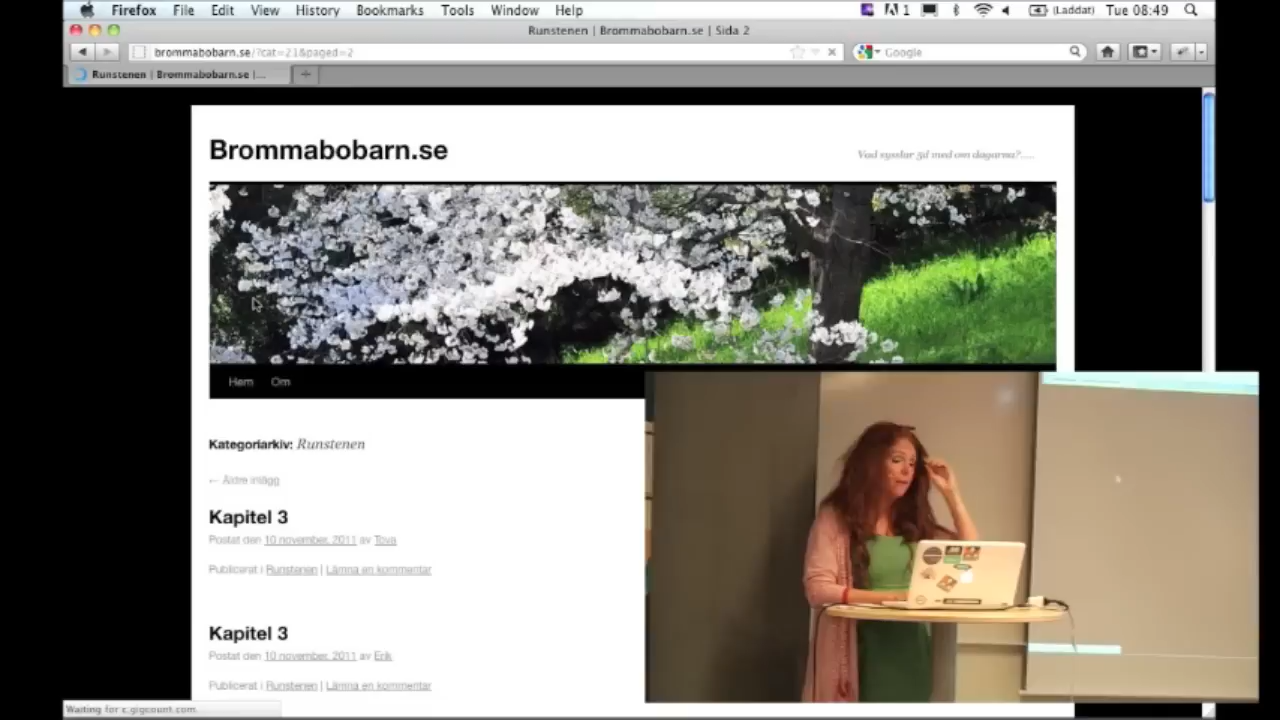 Firefox File Edit View History Bookmarks Tools Window Help 1 (Laddat) Tue 08:49
Runstenen | Brommabobarn.se | Sida 2
brommabobarn.se/?cat=21&paged=2 Google
Runstenen | Brommabobarn.se |...
Brommabobarn.se
Vad sysslar 5d med om dagarna?....
Hem Om
Kategoriarkiv: Runstenen
← Äldre inlägg
Kapitel 3
Postat den 10 november, 2011 av Tova
Publicerat i Runstenen | Lämna en kommentar
Kapitel 3
Postat den 10 november, 2011 av Erik
Publicerat i Runstenen | Lämna en kommentar
Waiting for c.gigcount.com.